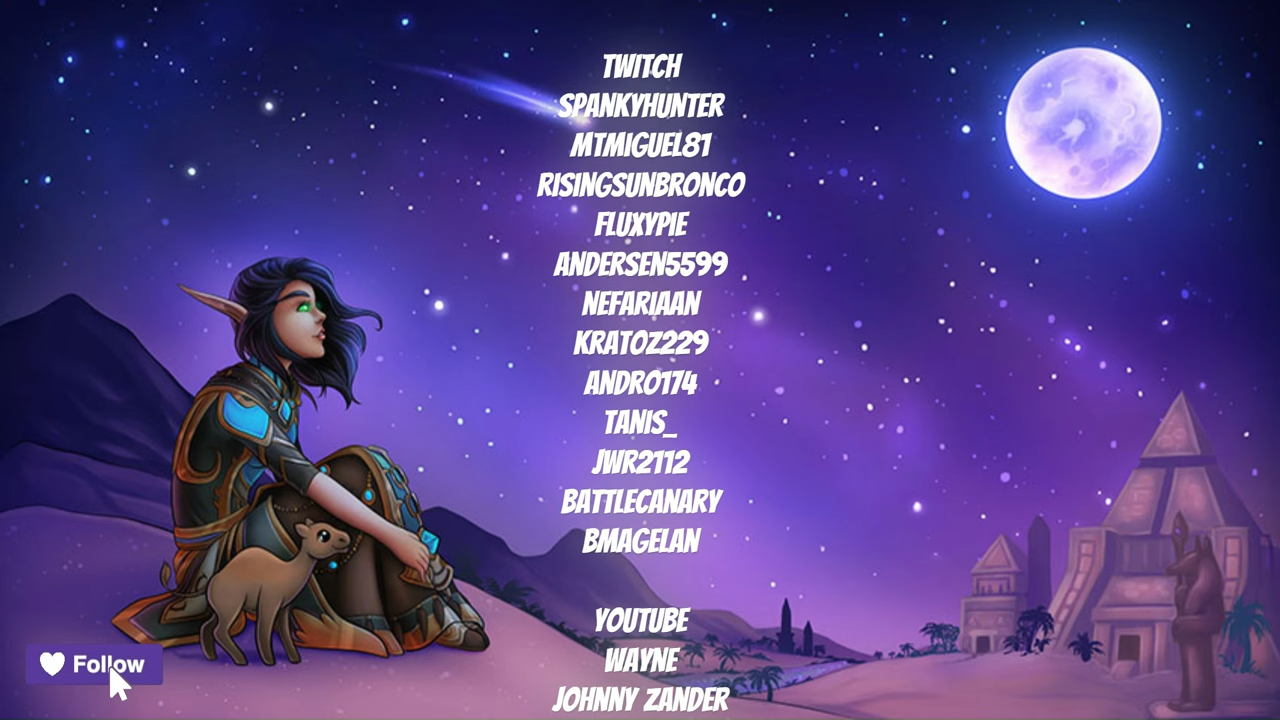 TWITCH
SPANKYHUNTER
MTMIGUEL81
RISINGSUNBRONCO
FLUXYPIE
ANDERSEN5599
NEFARIAAN
KRATOZ229
ANDRO174
TANIS_
JWR2112
BATTLECANARY
BMAGELAN
YOUTUBE
WAYNE
JOHNNY ZANDER
Follow